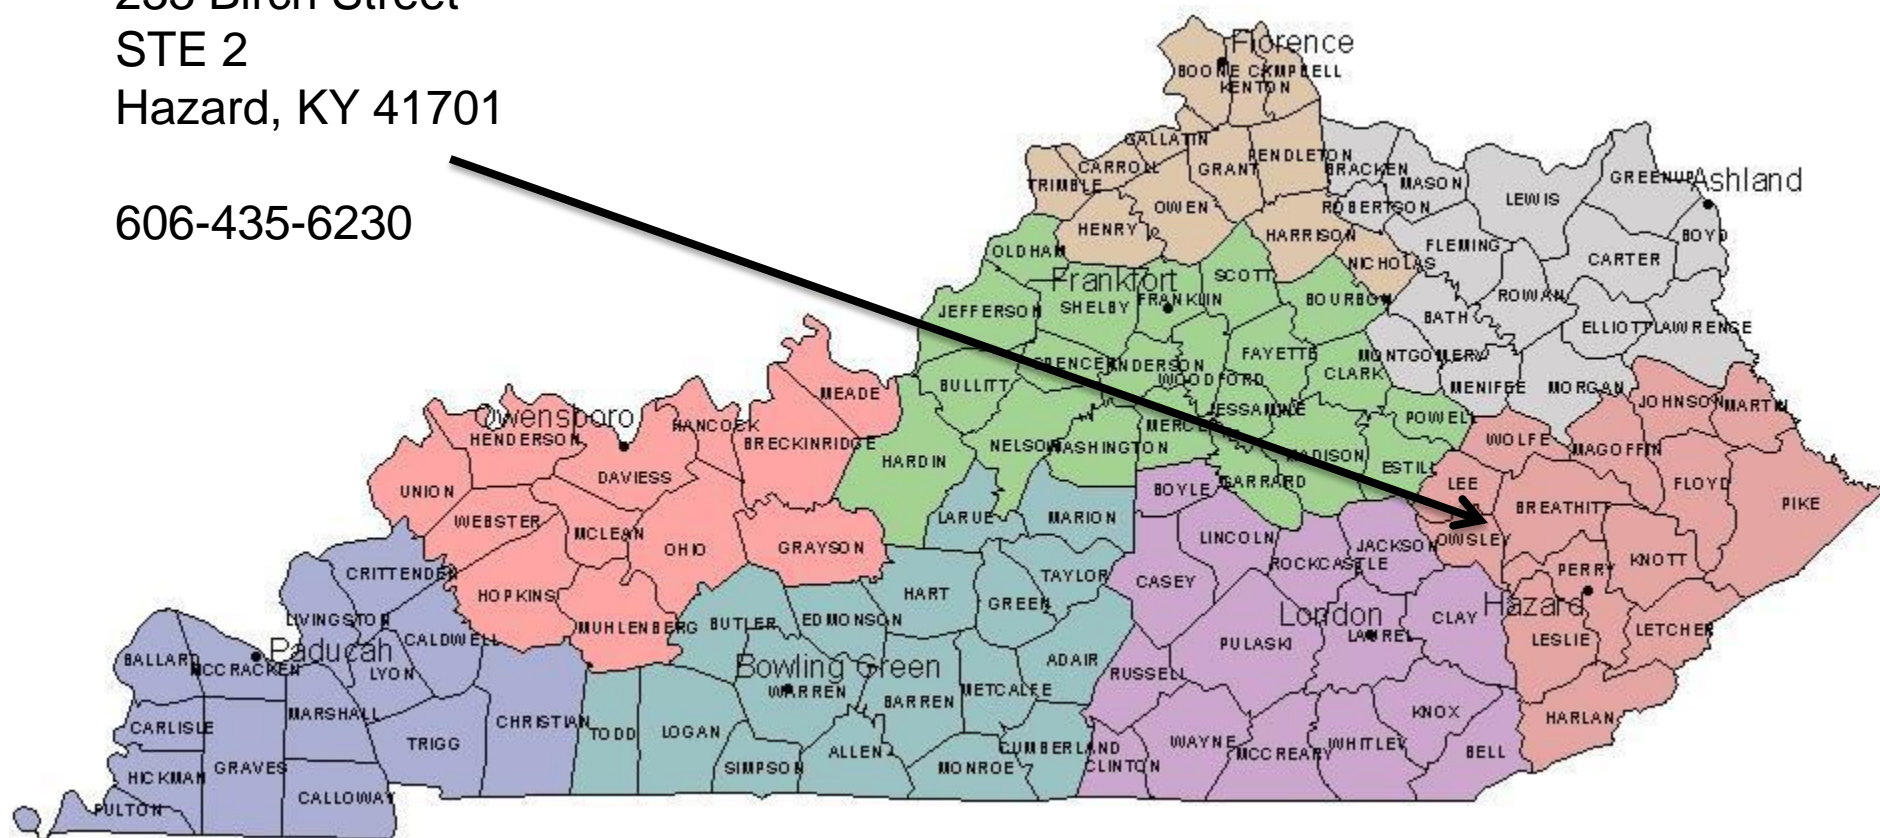 233 Birch Street
STE 2
Hazard, KY 41701
606-435-6230
Florence
BOONE CAMPBELL
KENTON
GALLATIN
CARROLL
GRANT
PENDLETON
BRACKEN
MASON
TRIMBLE
OWEN
ROBERTSON
LEWIS
GREENUP
Ashland
HENRY
HARRISON
FLEMING
BOYD
OLDHAM
NICHOLAS
CARTER
Frankfort
SCOTT
JEFFERSON
SHELBY
FRANKLIN
BOURBON
ROWAN
BATH
ELLIOTT
LAWRENCE
SPENCER
ANDERSON
FAYETTE
MONTGOMERY
WOODFORD
CLARK
BULLITT
MENIFEE
MORGAN
MEADE
JESSAMINE
POWELL
JOHNSON
MARTIN
Owensboro
HANCOCK
HENDERSON
BRECKINRIDGE
NELSON
WASHINGTON
MERCER
WOLFE
MAGOFFIN
HARDIN
MADISON
ESTILL
DAVIESS
GARRARD
LEE
FLOYD
UNION
BOYLE
BREATHITT
PIKE
WEBSTER
MCLEAN
OHIO
GRAYSON
LARUE
MARION
LINCOLN
JACKSON
OWSLEY
ROCKCASTLE
KNOTT
PERRY
CRITTENDEN
TAYLOR
CASEY
HOPKINS
HART
GREEN
LIVINGSTON
MUHLENBERG
BUTLER
EDMONSON
London
CLAY
Hazard
CALDWELL
LAUREL
LESLIE
LETCHER
PULASKI
Paducah
BALLARD
MCCRACKEN
LYON
Bowling Green
ADAIR
RUSSELL
WARREN
METCALFE
BARREN
MARSHALL
CARLISLE
CHRISTIAN
TODD
LOGAN
KNOX
HARLAN
TRIGG
ALLEN
CUMBERLAND
WAYNE
MCCREARY
WHITLEY
BELL
HICKMAN
GRAVES
SIMPSON
MONROE
CLINTON
FULTON
CALLOWAY